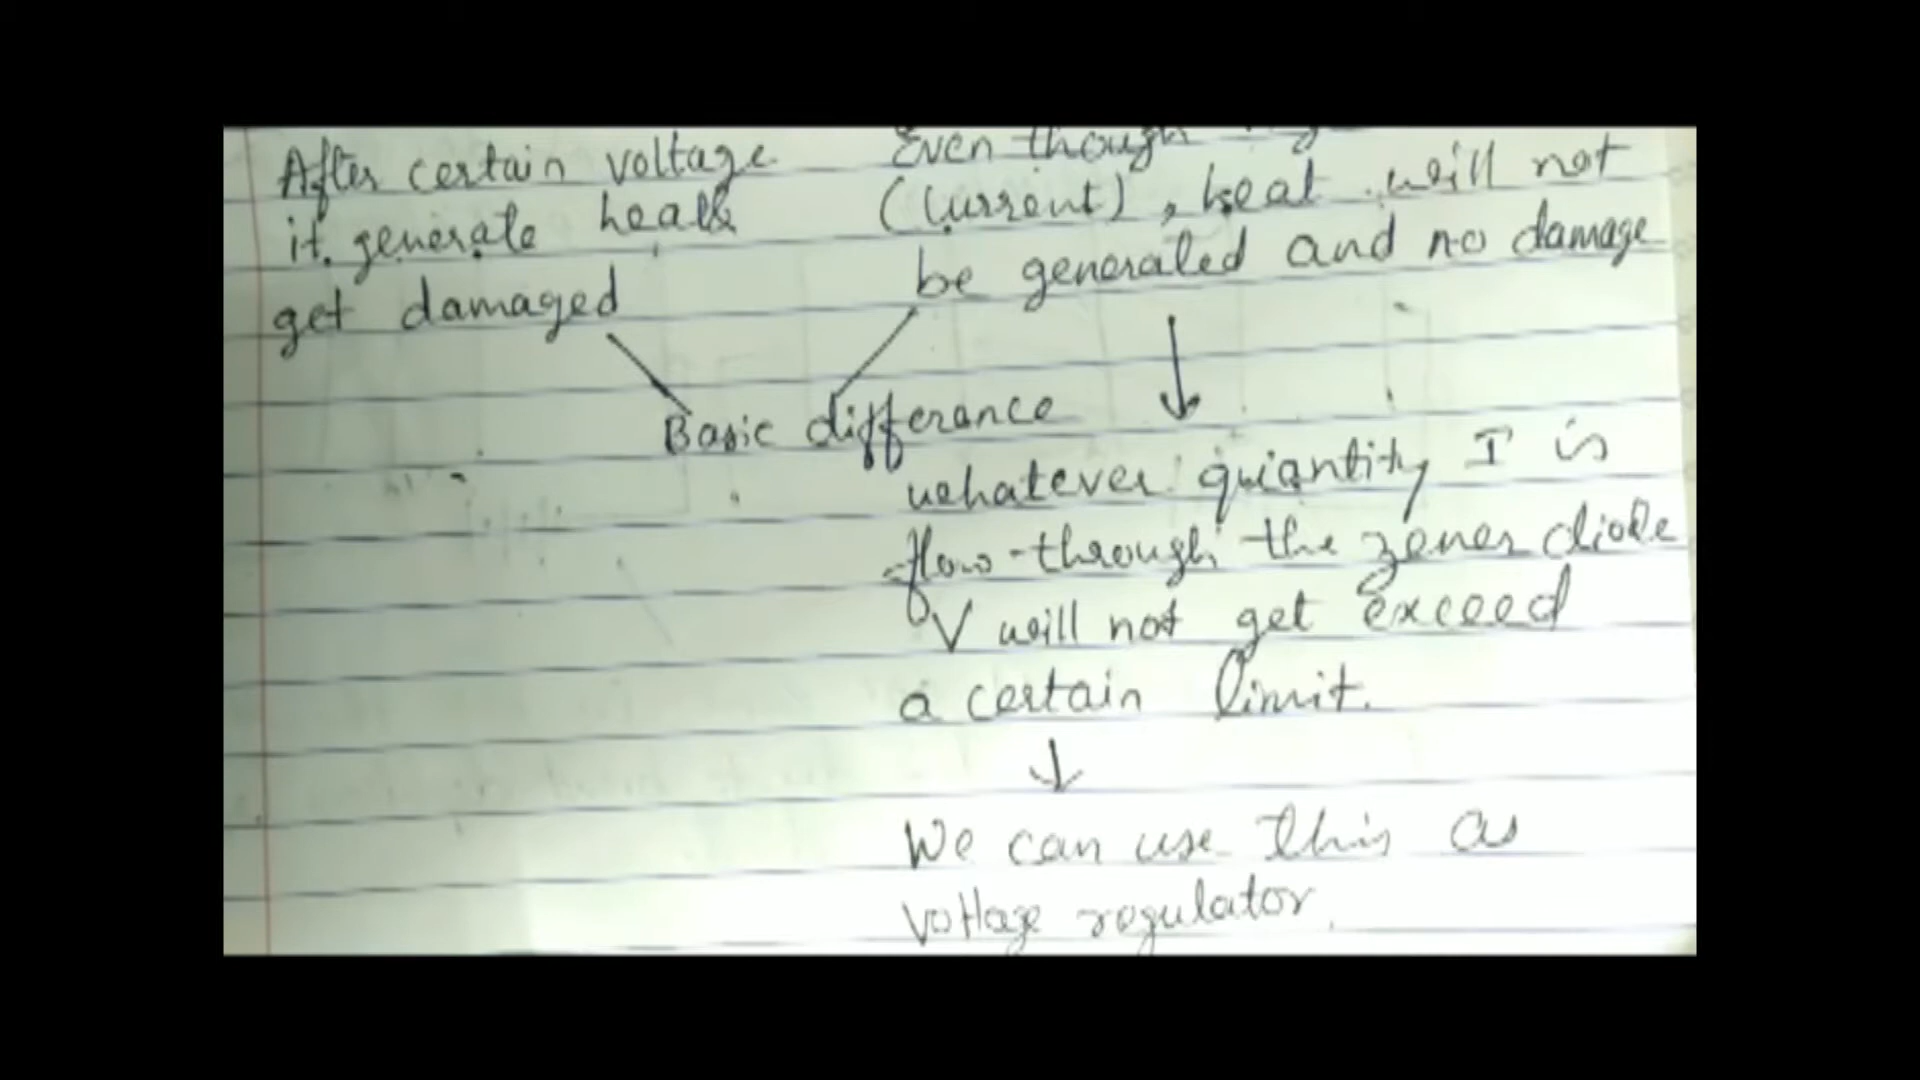 After certain voltage
it generate heat &
get damaged
Even though
(current), heat will not
be generated and no damage
Basic differance
whatever quantity I is
flow through the zener diode
V will not get exceed
a certain limit.
↓
We can use this as
Voltage regulator.